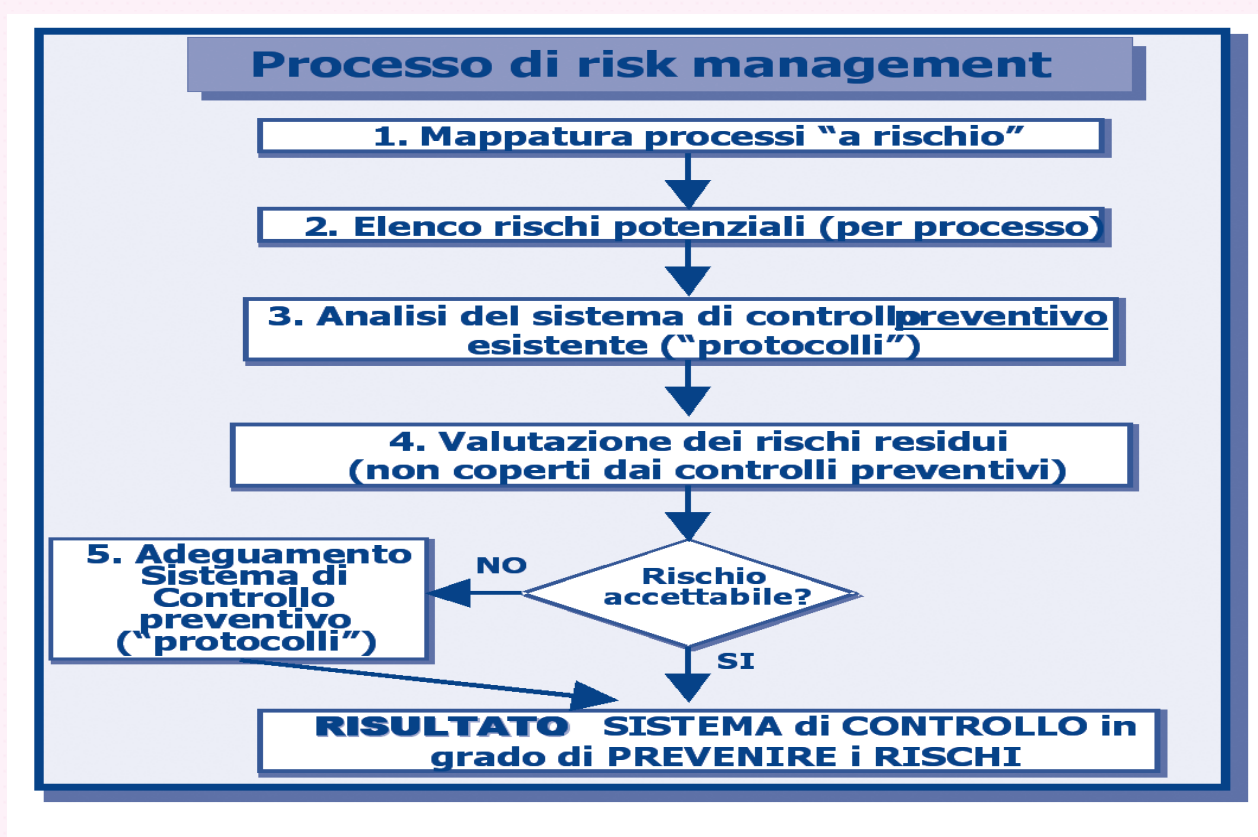 Processo di risk management
1. Mappatura processi “a rischio”
2. Elenco rischi potenziali (per processo)
3. Analisi del sistema di controllo preventivo
esistente (“protocolli”)
4. Valutazione dei rischi residui
(non coperti dai controlli preventivi)
5. Adeguamento
Sistema di
Controllo
preventivo
(“protocolli”)
NO
Rischio
accettabile?
SI
RISULTATO SISTEMA di CONTROLLO in
grado di PREVENIRE i RISCHI